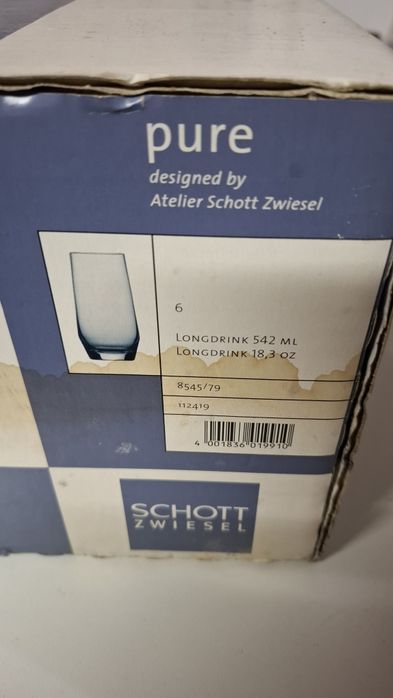 pure
designed by
Atelier Schott Zwiesel
6
LONGDRINK 542 ML
LONGDRINK 18,3 OZ
8545/79
112419
4 001836 019910
SCHOTT
ZWIESEL